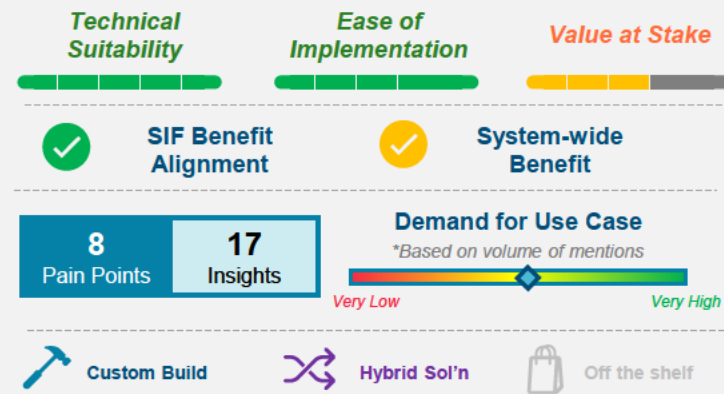 Technical
Suitability
Ease of
Implementation
Value at Stake
SIF Benefit
Alignment
System-wide
Benefit
8
Pain Points
17
Insights
Demand for Use Case
*Based on volume of mentions
Very Low
Very High
Custom Build
Hybrid Sol'n
Off the shelf